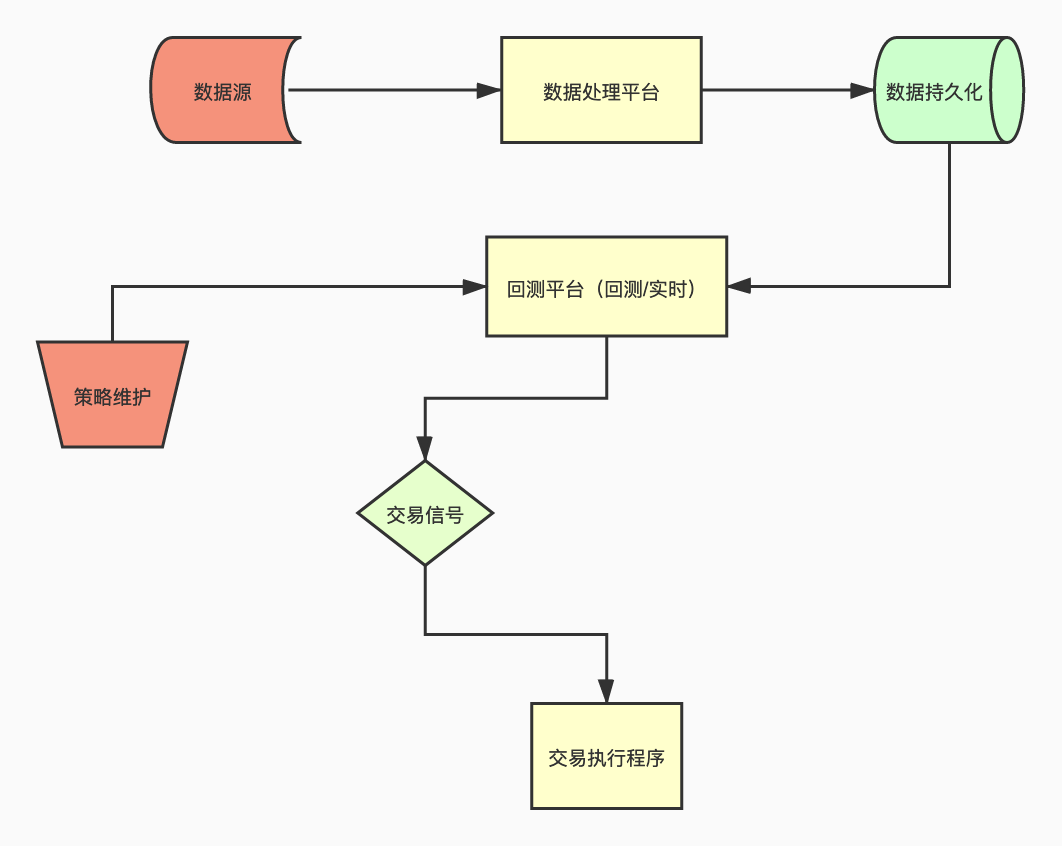 数据源
数据处理平台
数据持久化
回测平台（回测/实时）
策略维护
交易信号
交易执行程序